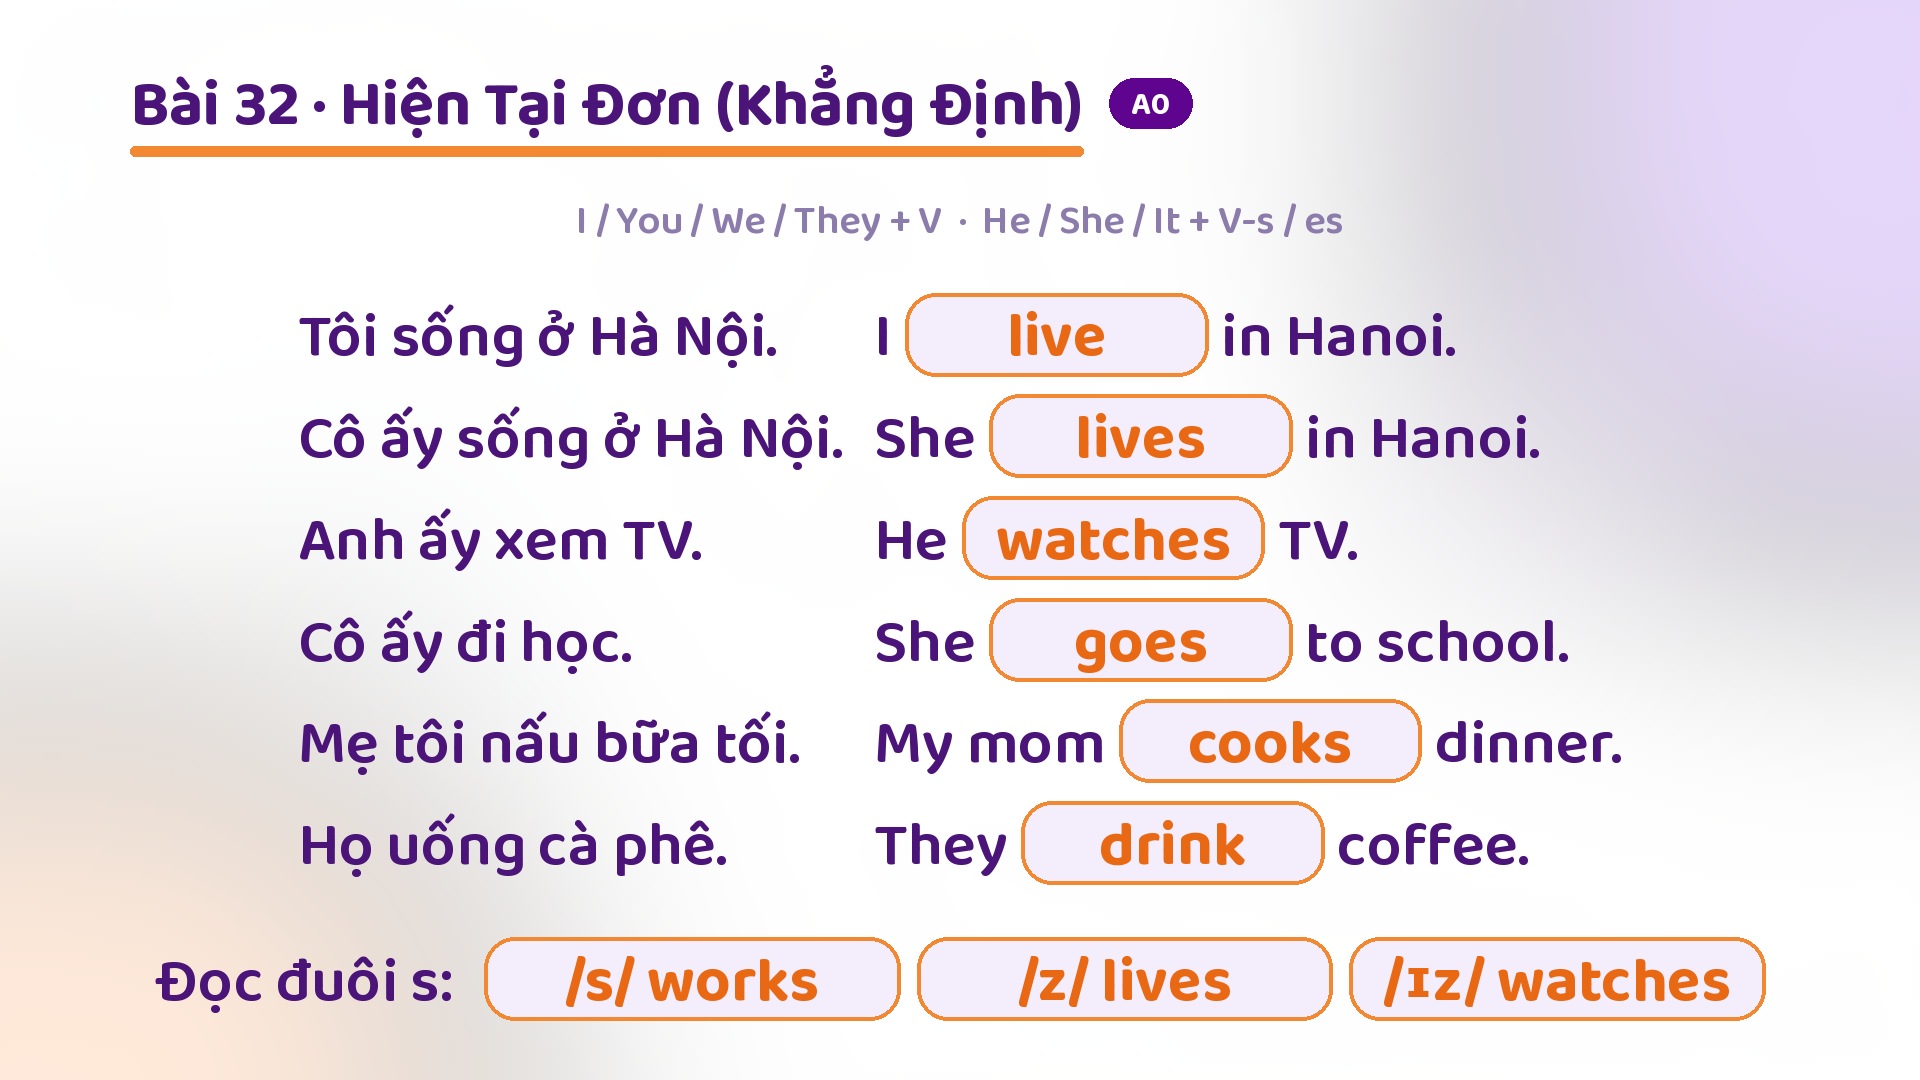 Bài 32 · Hiện Tại Đơn (Khẳng Định) A0
I / You / We / They + V · He / She / It + V-s / es
Tôi sống ở Hà Nội. I live in Hanoi.
Cô ấy sống ở Hà Nội. She lives in Hanoi.
Anh ấy xem TV. He watches TV.
Cô ấy đi học. She goes to school.
Mẹ tôi nấu bữa tối. My mom cooks dinner.
Họ uống cà phê. They drink coffee.
Đọc đuôi s: /s/ works /z/ lives /ɪz/ watches